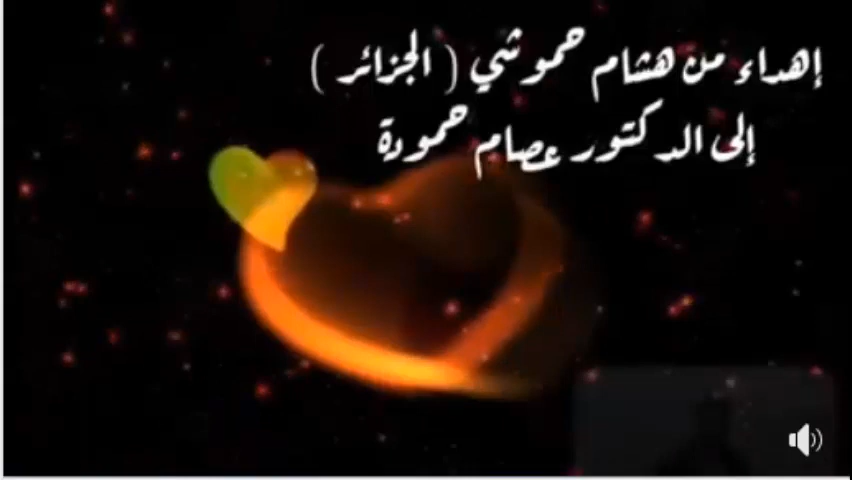 إهداء من هشام حموشي ( الجزائر )
إلى الدكتور عصام حمودة